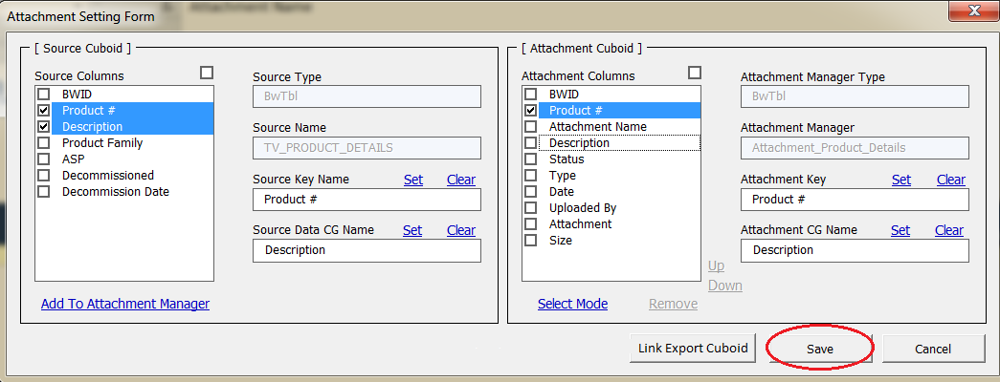 Attachment Name
Attachment Setting Form
[ Source Cuboid ]
Source Columns
BWID
Product #
Description
Product Family
ASP
Decommissioned
Decommission Date
Add To Attachment Manager
Source Type
BwTbl
Source Name
TV_PRODUCT_DETAILS
Source Key Name Set Clear
Product #
Source Data CG Name Set Clear
Description
[ Attachment Cuboid ]
Attachment Columns
BWID
Product #
Attachment Name
Description
Status
Type
Date
Uploaded By
Attachment
Size
Up
Down
Select Mode Remove
Attachment Manager Type
BwTbl
Attachment Manager
Attachment_Product_Details
Attachment Key Set Clear
Product #
Attachment CG Name Set Clear
Description
Link Export Cuboid Save Cancel